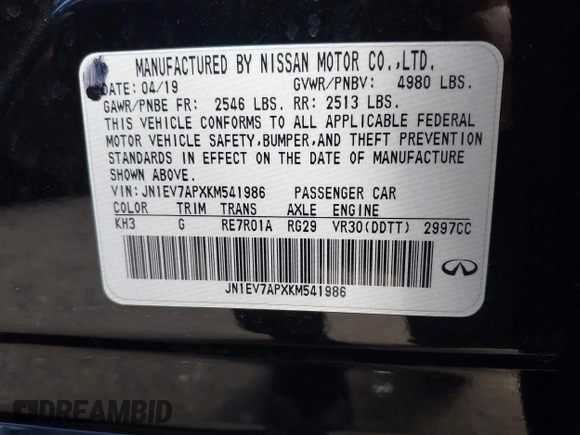 MANUFACTURED BY NISSAN MOTOR CO.,LTD.
DATE: 04/19 GVWR/PNBV: 4980 LBS.
GAWR/PNBE FR: 2546 LBS. RR: 2513 LBS.
THIS VEHICLE CONFORMS TO ALL APPLICABLE FEDERAL
MOTOR VEHICLE SAFETY,BUMPER,AND THEFT PREVENTION
STANDARDS IN EFFECT ON THE DATE OF MANUFACTURE
SHOWN ABOVE.
VIN: JN1EV7APXKM541986 PASSENGER CAR
COLOR TRIM TRANS AXLE ENGINE
KH3 G RE7R01A RG29 VR30(DDTT) 2997CC
JN1EV7APXKM541986
INFINITI
DREAMBID